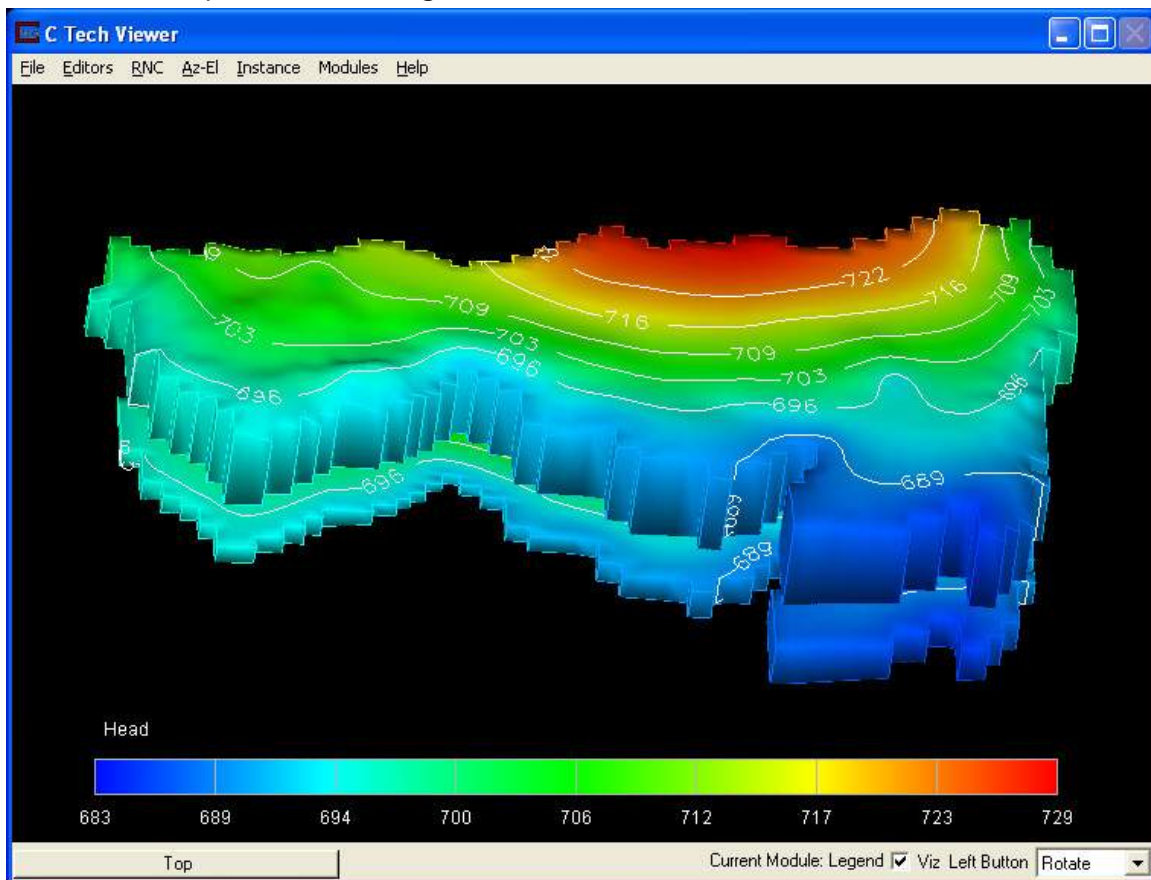 C Tech Viewer
File Editors RNC Az-El Instance Modules Help
722
709
716
709
703
703
716
703
709
696
703
696
696
696
689
696
689
Head
683 689 694 700 706 712 717 723 729
Top
Current Module: Legend Viz Left Button Rotate